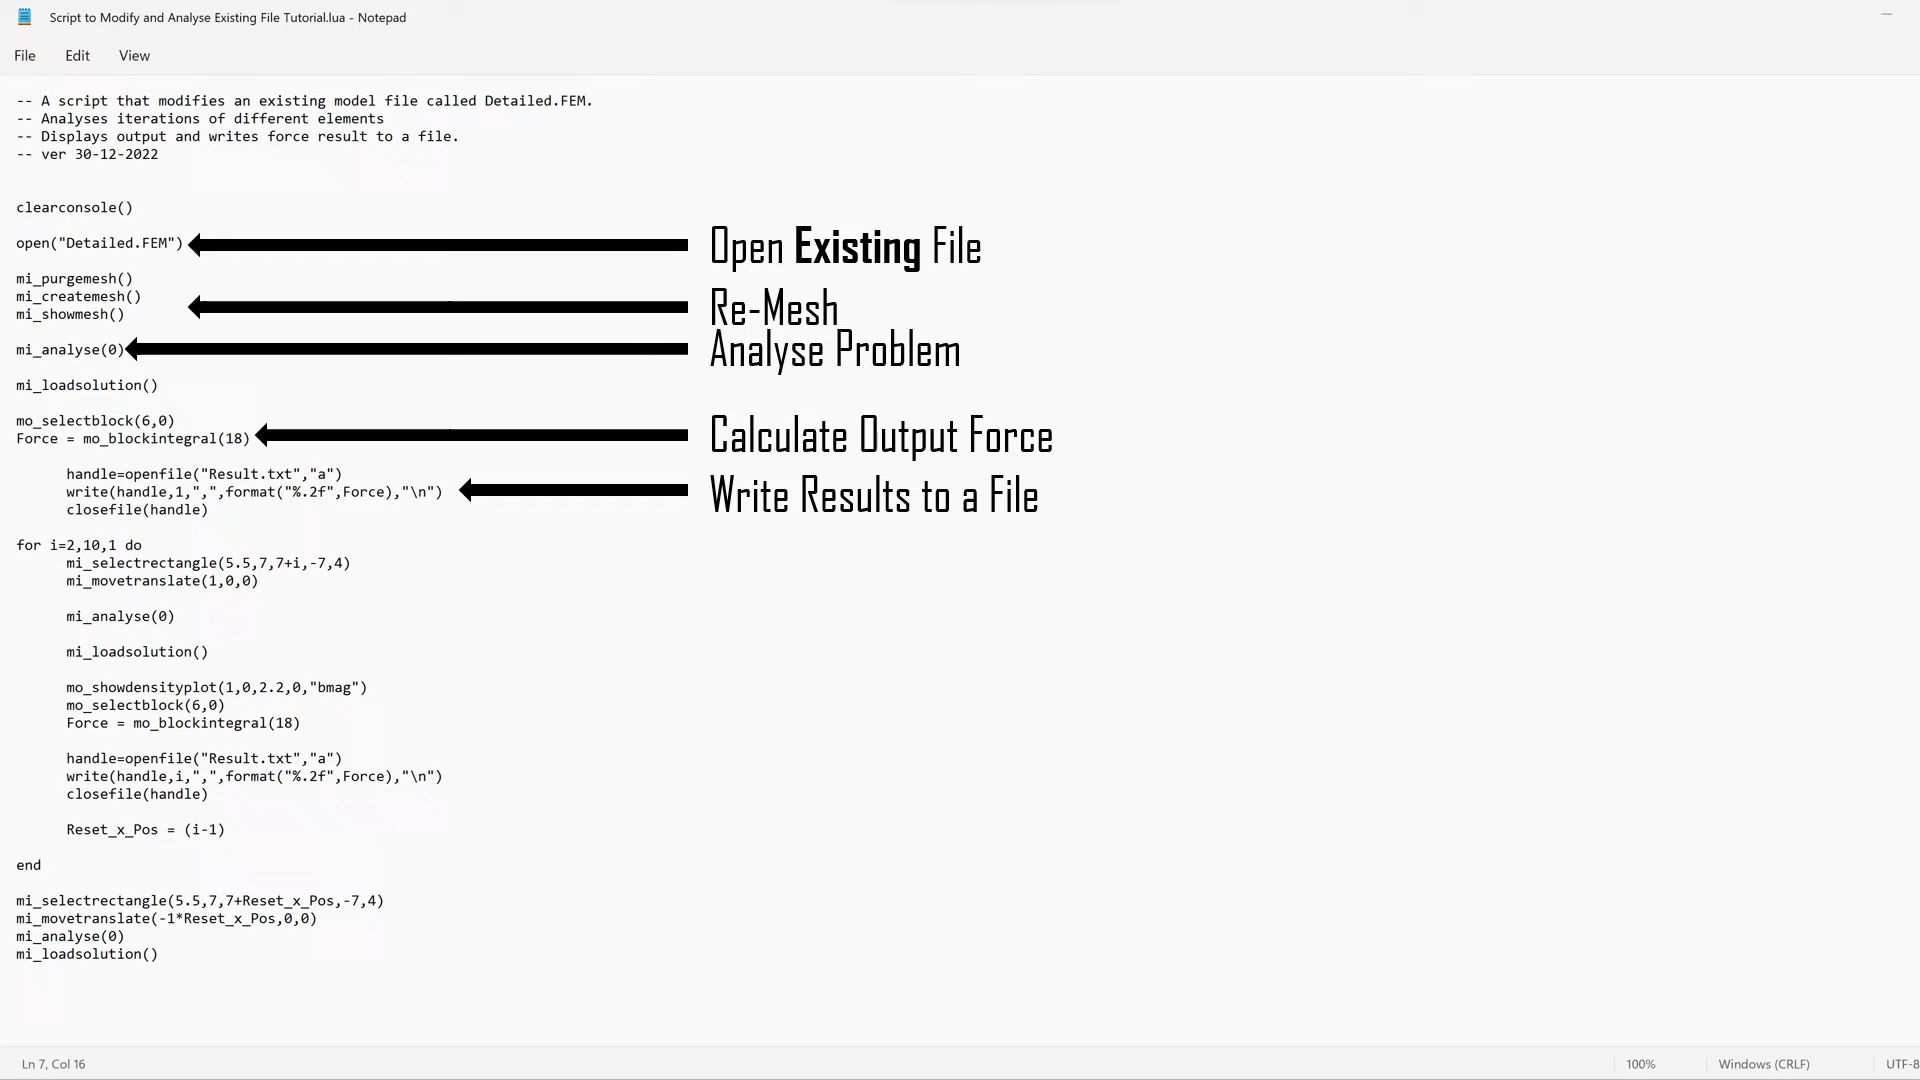 Script to Modify and Analyse Existing File Tutorial.lua - Notepad
File Edit View
-- A script that modifies an existing model file called Detailed.FEM.
-- Analyses iterations of different elements
-- Displays output and writes force result to a file.
-- ver 30-12-2022
clearconsole()
open("Detailed.FEM")
Open Existing File
mi_purgemesh()
mi_createmesh()
mi_showmesh()
Re-Mesh
mi_analyse(0)
Analyse Problem
mi_loadsolution()
mo_selectblock(6,0)
Force = mo_blockintegral(18)
Calculate Output Force
handle=openfile("Result.txt","a")
write(handle,1,",",format("%.2f",Force),"\n")
closefile(handle)
Write Results to a File
for i=2,10,1 do
mi_selectrectangle(5.5,7,7+i,-7,4)
mi_movetranslate(1,0,0)
mi_analyse(0)
mi_loadsolution()
mo_showdensityplot(1,0,2.2,0,"bmag")
mo_selectblock(6,0)
Force = mo_blockintegral(18)
handle=openfile("Result.txt","a")
write(handle,i,",",format("%.2f",Force),"\n")
closefile(handle)
Reset_x_Pos = (i-1)
end
mi_selectrectangle(5.5,7,7+Reset_x_Pos,-7,4)
mi_movetranslate(-1*Reset_x_Pos,0,0)
mi_analyse(0)
mi_loadsolution()
Ln 7, Col 16 100% Windows (CRLF) UTF-8